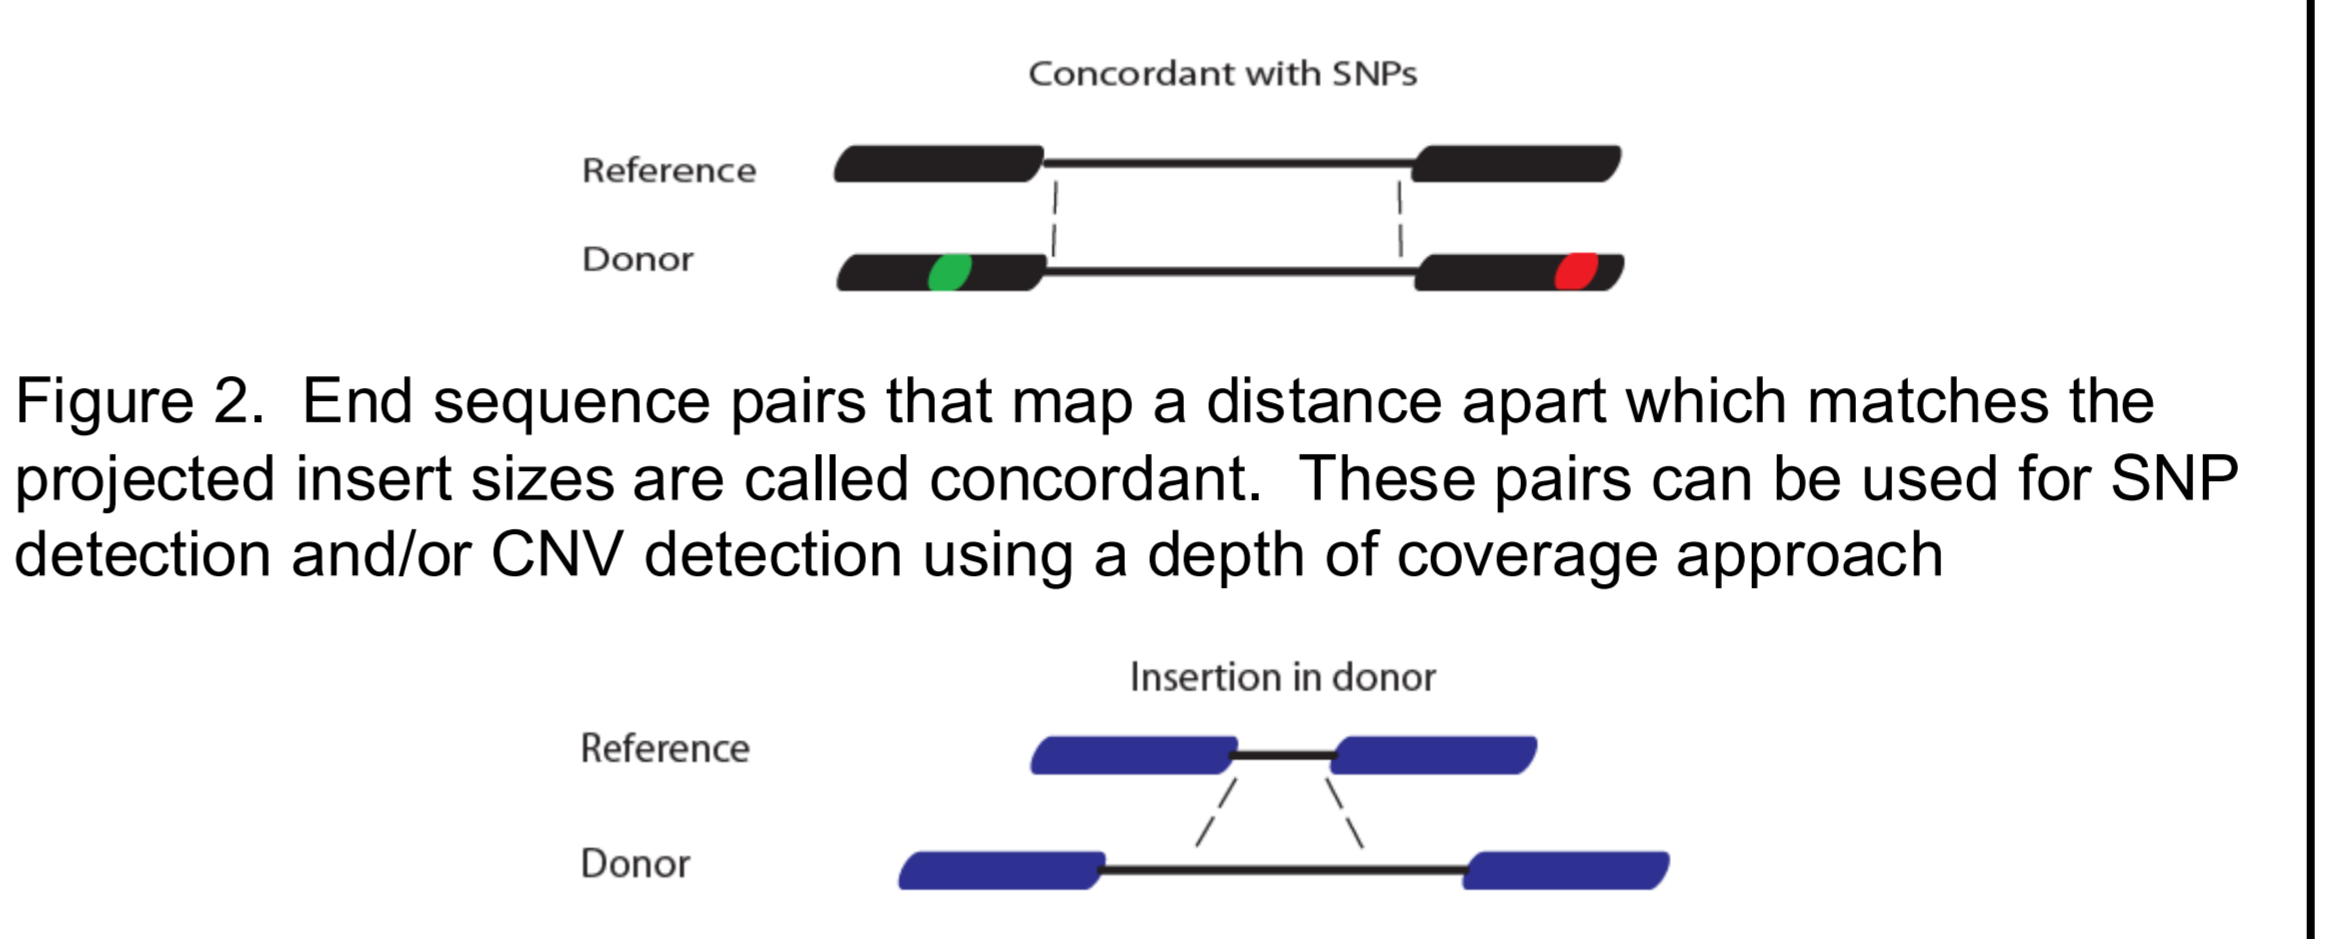 Concordant with SNPs
Reference
Donor
Figure 2.  End sequence pairs that map a distance apart which matches the
projected insert sizes are called concordant.  These pairs can be used for SNP
detection and/or CNV detection using a depth of coverage approach
Insertion in donor
Reference
Donor